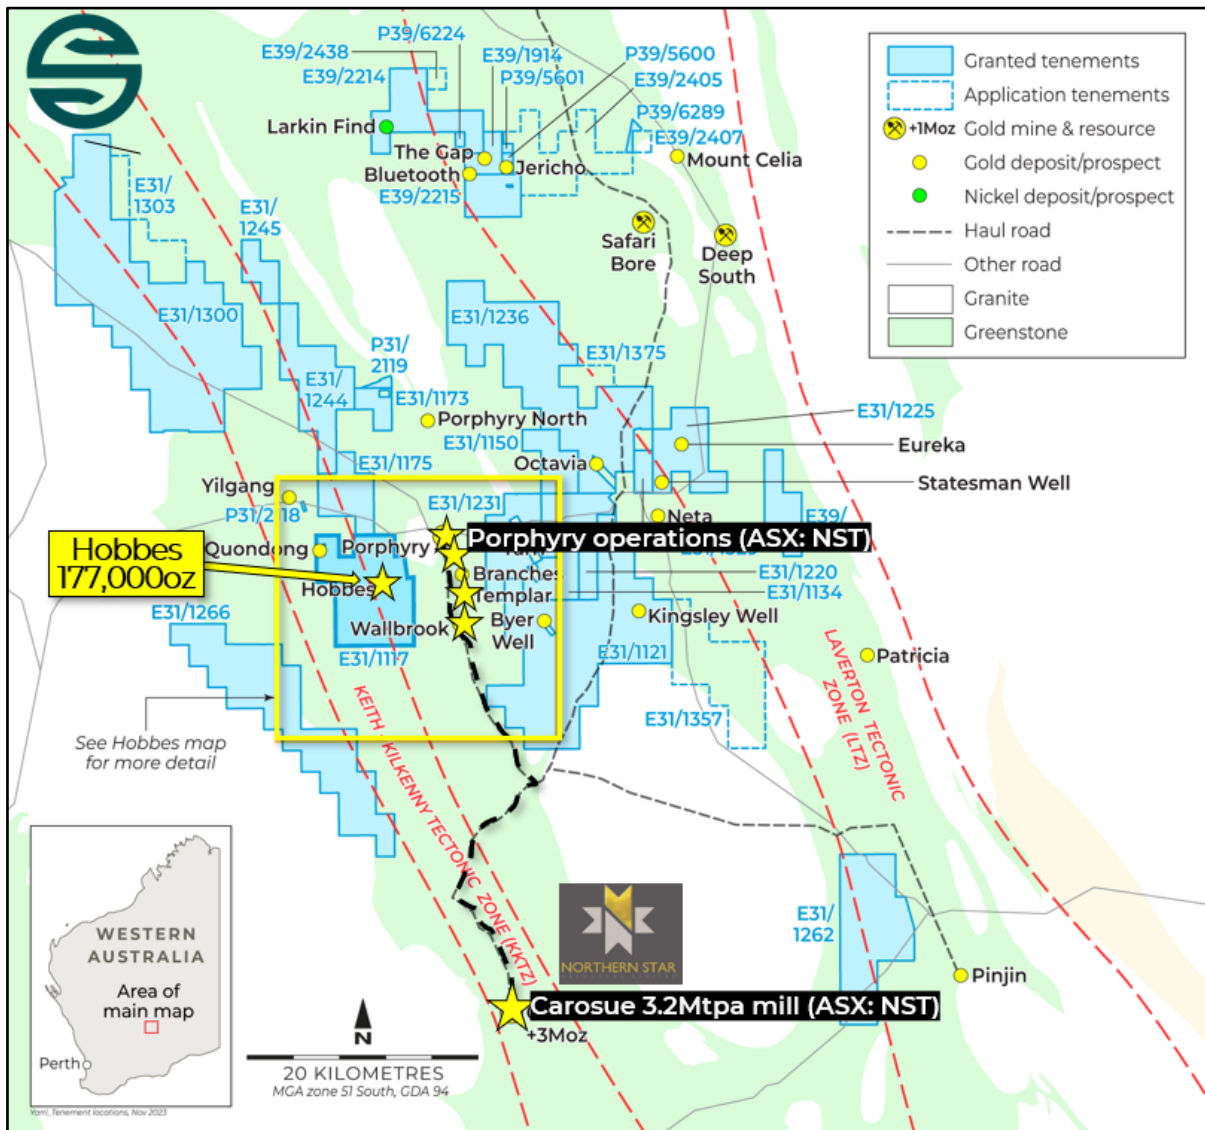 E39/2438
P39/6224
E39/1914
P39/5600
E39/2214
P39/5601
E39/2405
P39/6289
E39/2407
Larkin Find
The Gap
Bluetooth
Jericho
Mount Celia
E39/2215
E31/
1303
E31/
1245
Safari
Bore
Deep
South
Granted tenements
Application tenements
+1Moz Gold mine & resource
Gold deposit/prospect
Nickel deposit/prospect
Haul road
Other road
Granite
Greenstone
E31/1300
E31/1236
P31/
2119
E31/1375
E31/
1244
E31/1173
Porphyry North
E31/1150
E31/1225
Eureka
E31/1175
Octavia
Statesman Well
Yilgang
P31/2118
E31/1231
Neta
E39/
Hobbes
177,000oz
Quondong
Porphyry
Porphyry operations (ASX: NST)
E31/1220
E31/1134
Hobbes
Branches
Templar
Wallbrook
Byer
Well
Kingsley Well
E31/1266
E31/1117
E31/1121
Patricia
E31/1357
See Hobbes map
for more detail
KEITH - KILKENNY TECTONIC ZONE (KKTZ)
LAVERTON TECTONIC
ZONE (LTZ)
WESTERN
AUSTRALIA
Area of
main map
Perth
NORTHERN STAR
E31/
1262
Pinjin
Carosue 3.2Mtpa mill (ASX: NST)
+3Moz
N
20 KILOMETRES
MGA zone 51 South, GDA 94
Yarri_Tenement locations, Nov 2023